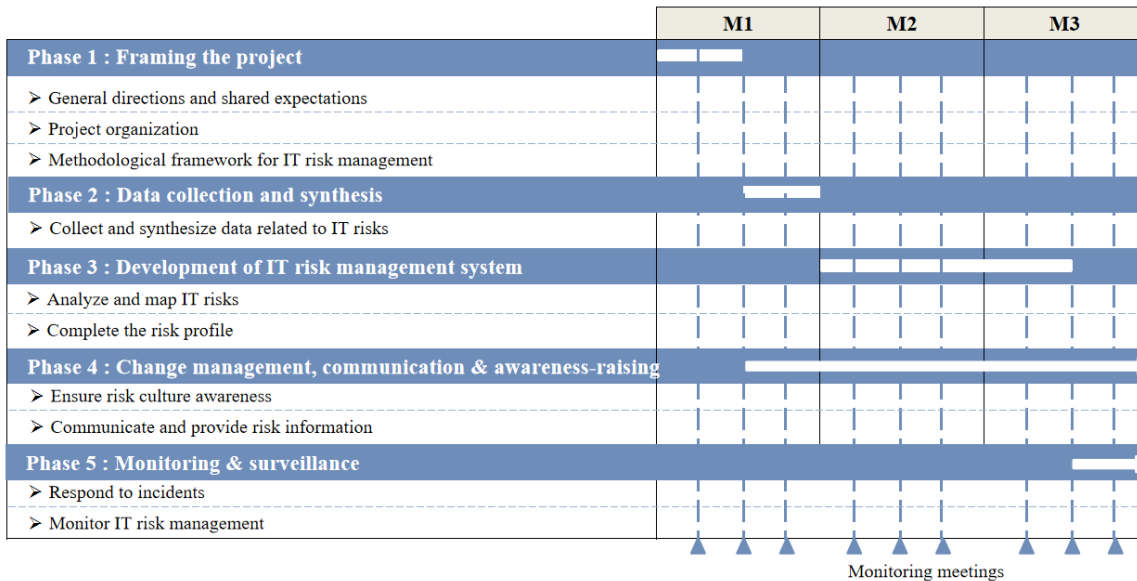 M1 M2 M3
Phase 1 : Framing the project
➢ General directions and shared expectations
➢ Project organization
➢ Methodological framework for IT risk management
Phase 2 : Data collection and synthesis
➢ Collect and synthesize data related to IT risks
Phase 3 : Development of IT risk management system
➢ Analyze and map IT risks
➢ Complete the risk profile
Phase 4 : Change management, communication & awareness-raising
➢ Ensure risk culture awareness
➢ Communicate and provide risk information
Phase 5 : Monitoring & surveillance
➢ Respond to incidents
➢ Monitor IT risk management
Monitoring meetings